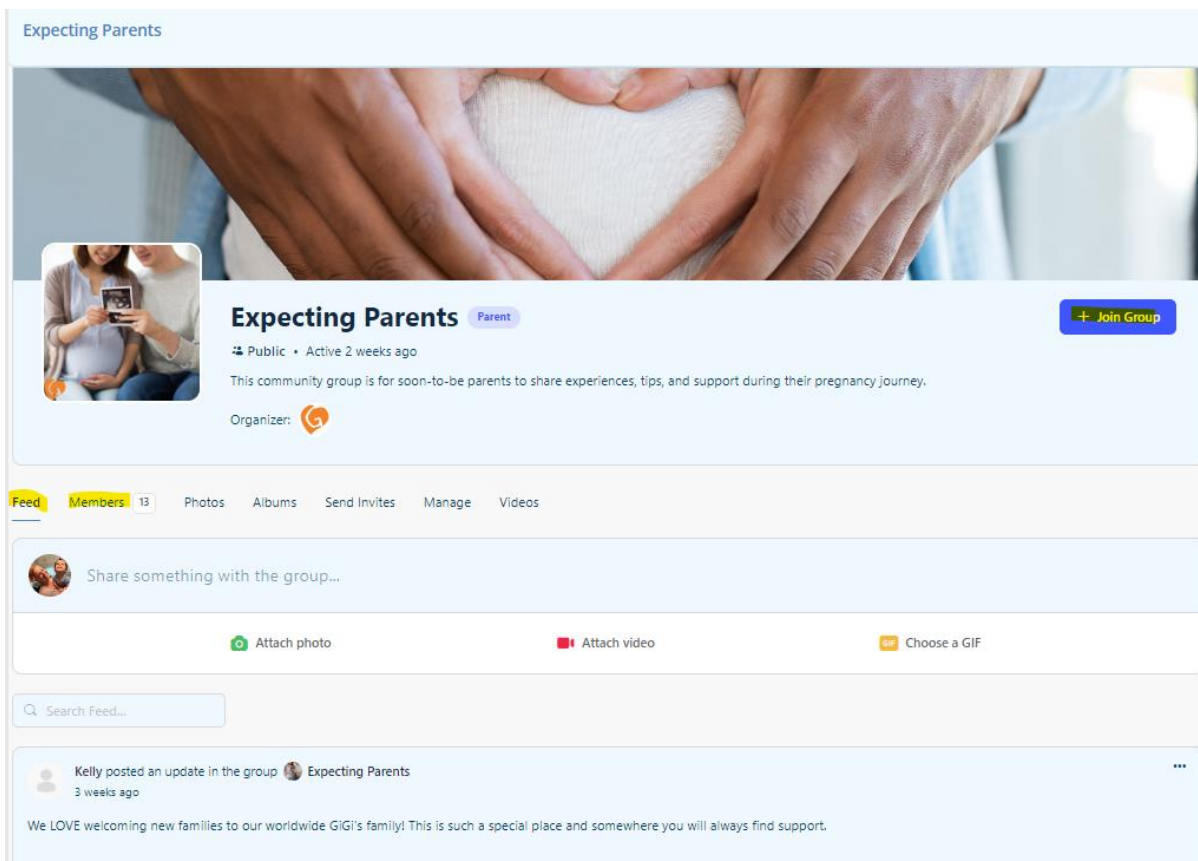 Expecting Parents
Expecting Parents Parent
+ Join Group
Public • Active 2 weeks ago
This community group is for soon-to-be parents to share experiences, tips, and support during their pregnancy journey.
Organizer: G
Feed Members 13 Photos Albums Send Invites Manage Videos
Share something with the group...
Attach photo Attach video GIF Choose a GIF
Search Feed...
Kelly posted an update in the group Expecting Parents
3 weeks ago
We LOVE welcoming new families to our worldwide GiGi's family! This is such a special place and somewhere you will always find support.